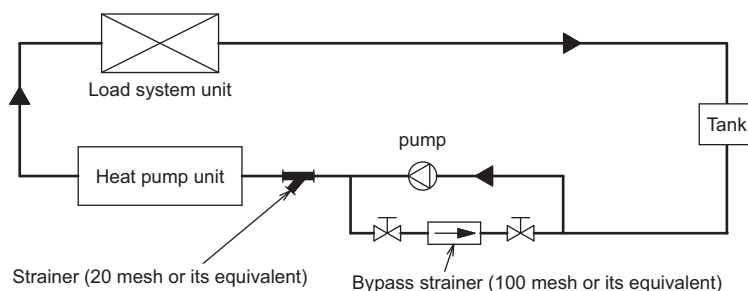 Load system unit
Tank
pump
Heat pump unit
Strainer (20 mesh or its equivalent)
Bypass strainer (100 mesh or its equivalent)